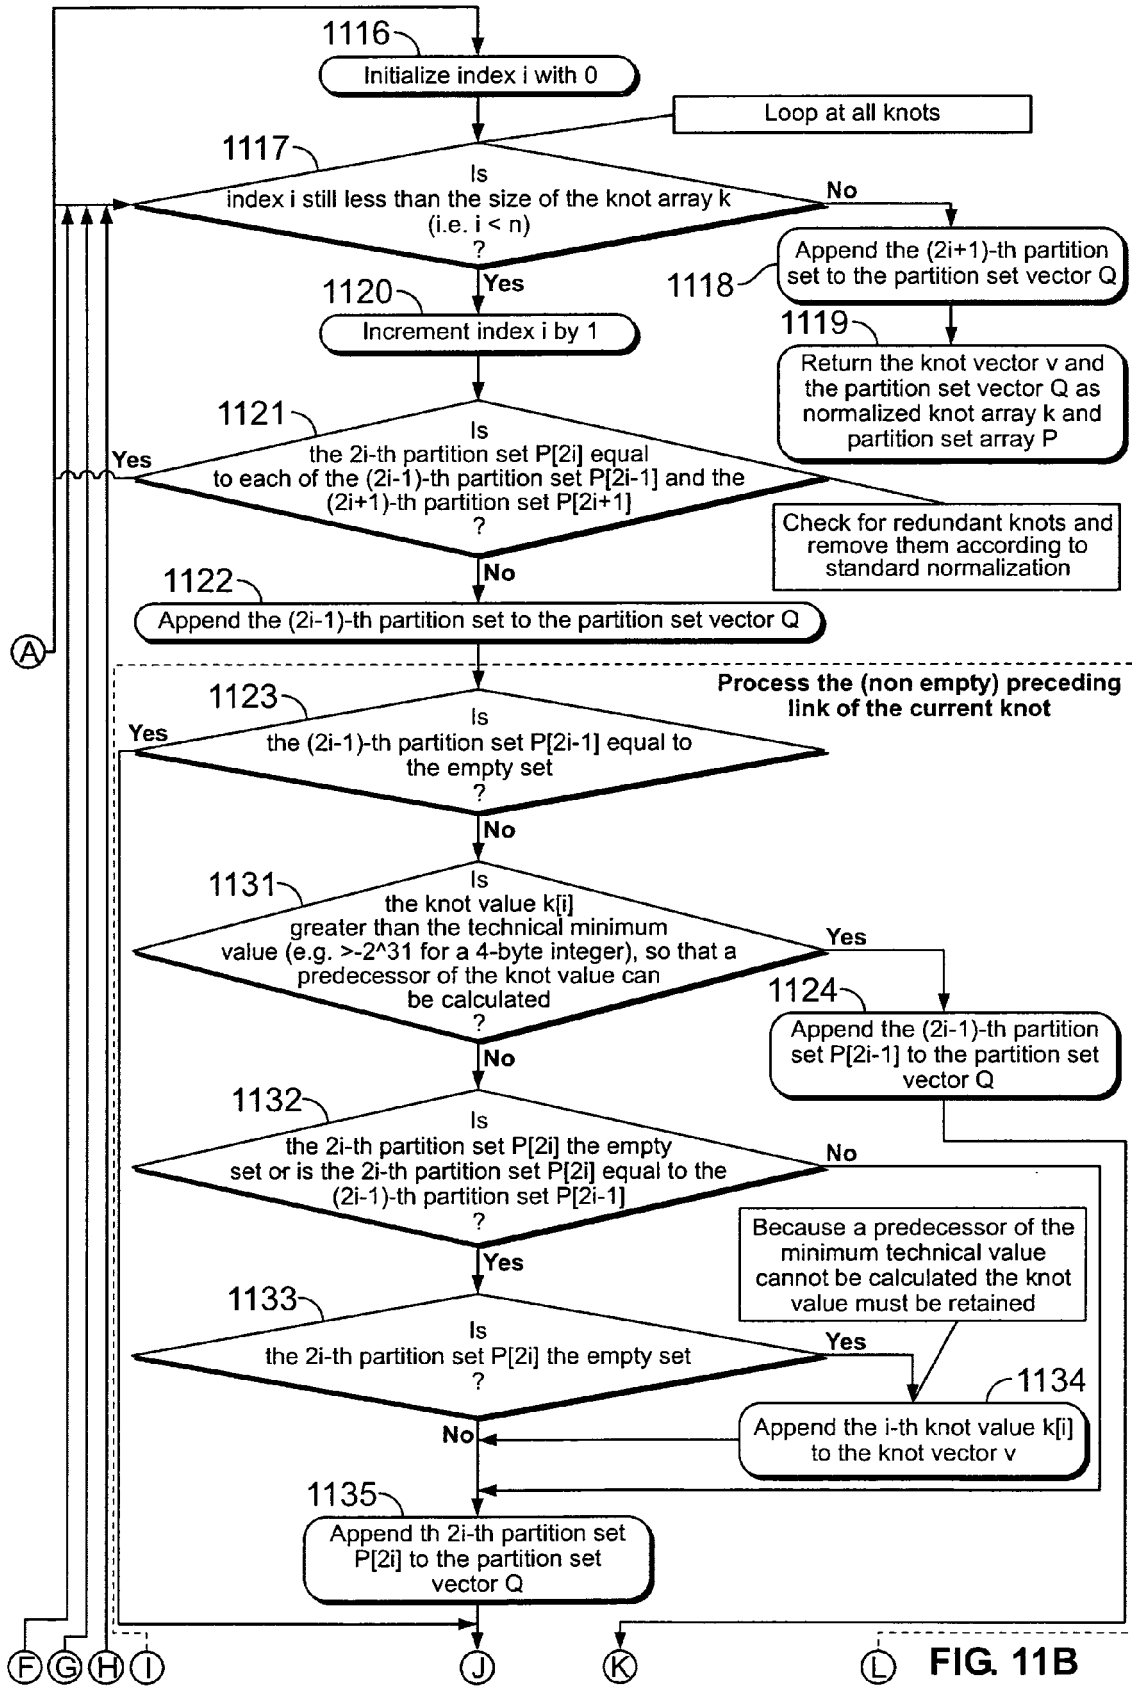 1116
Initialize index i with 0
Loop at all knots
1117
Is
index i still less than the size of the knot array k
(i.e. i < n)
?
No
Yes
Append the (2i+1)-th partition
set to the partition set vector Q
1118
1119
Return the knot vector v and
the partition set vector Q as
normalized knot array k and
partition set array P
1120
Increment index i by 1
1121
Is
the 2i-th partition set P[2i] equal
to each of the (2i-1)-th partition set P[2i-1] and the
(2i+1)-th partition set P[2i+1]
?
Yes
No
Check for redundant knots and
remove them according to
standard normalization
1122
Append the (2i-1)-th partition set to the partition set vector Q
A
Process the (non empty) preceding
link of the current knot
1123
Is
the (2i-1)-th partition set P[2i-1] equal to
the empty set
?
Yes
No
1131
Is
the knot value k[i]
greater than the technical minimum
value (e.g. >-2^31 for a 4-byte integer), so that a
predecessor of the knot value can
be calculated
?
Yes
No
1124
Append the (2i-1)-th partition
set P[2i-1] to the partition set
vector Q
1132
Is
the 2i-th partition set P[2i] the empty
set or is the 2i-th partition set P[2i] equal to the
(2i-1)-th partition set P[2i-1]
?
No
Yes
Because a predecessor of the
minimum technical value
cannot be calculated the knot
value must be retained
1133
Is
the 2i-th partition set P[2i] the empty set
?
Yes
No
1134
Append the i-th knot value k[i]
to the knot vector v
1135
Append th 2i-th partition set
P[2i] to the partition set
vector Q
F G H I J K L FIG. 11B